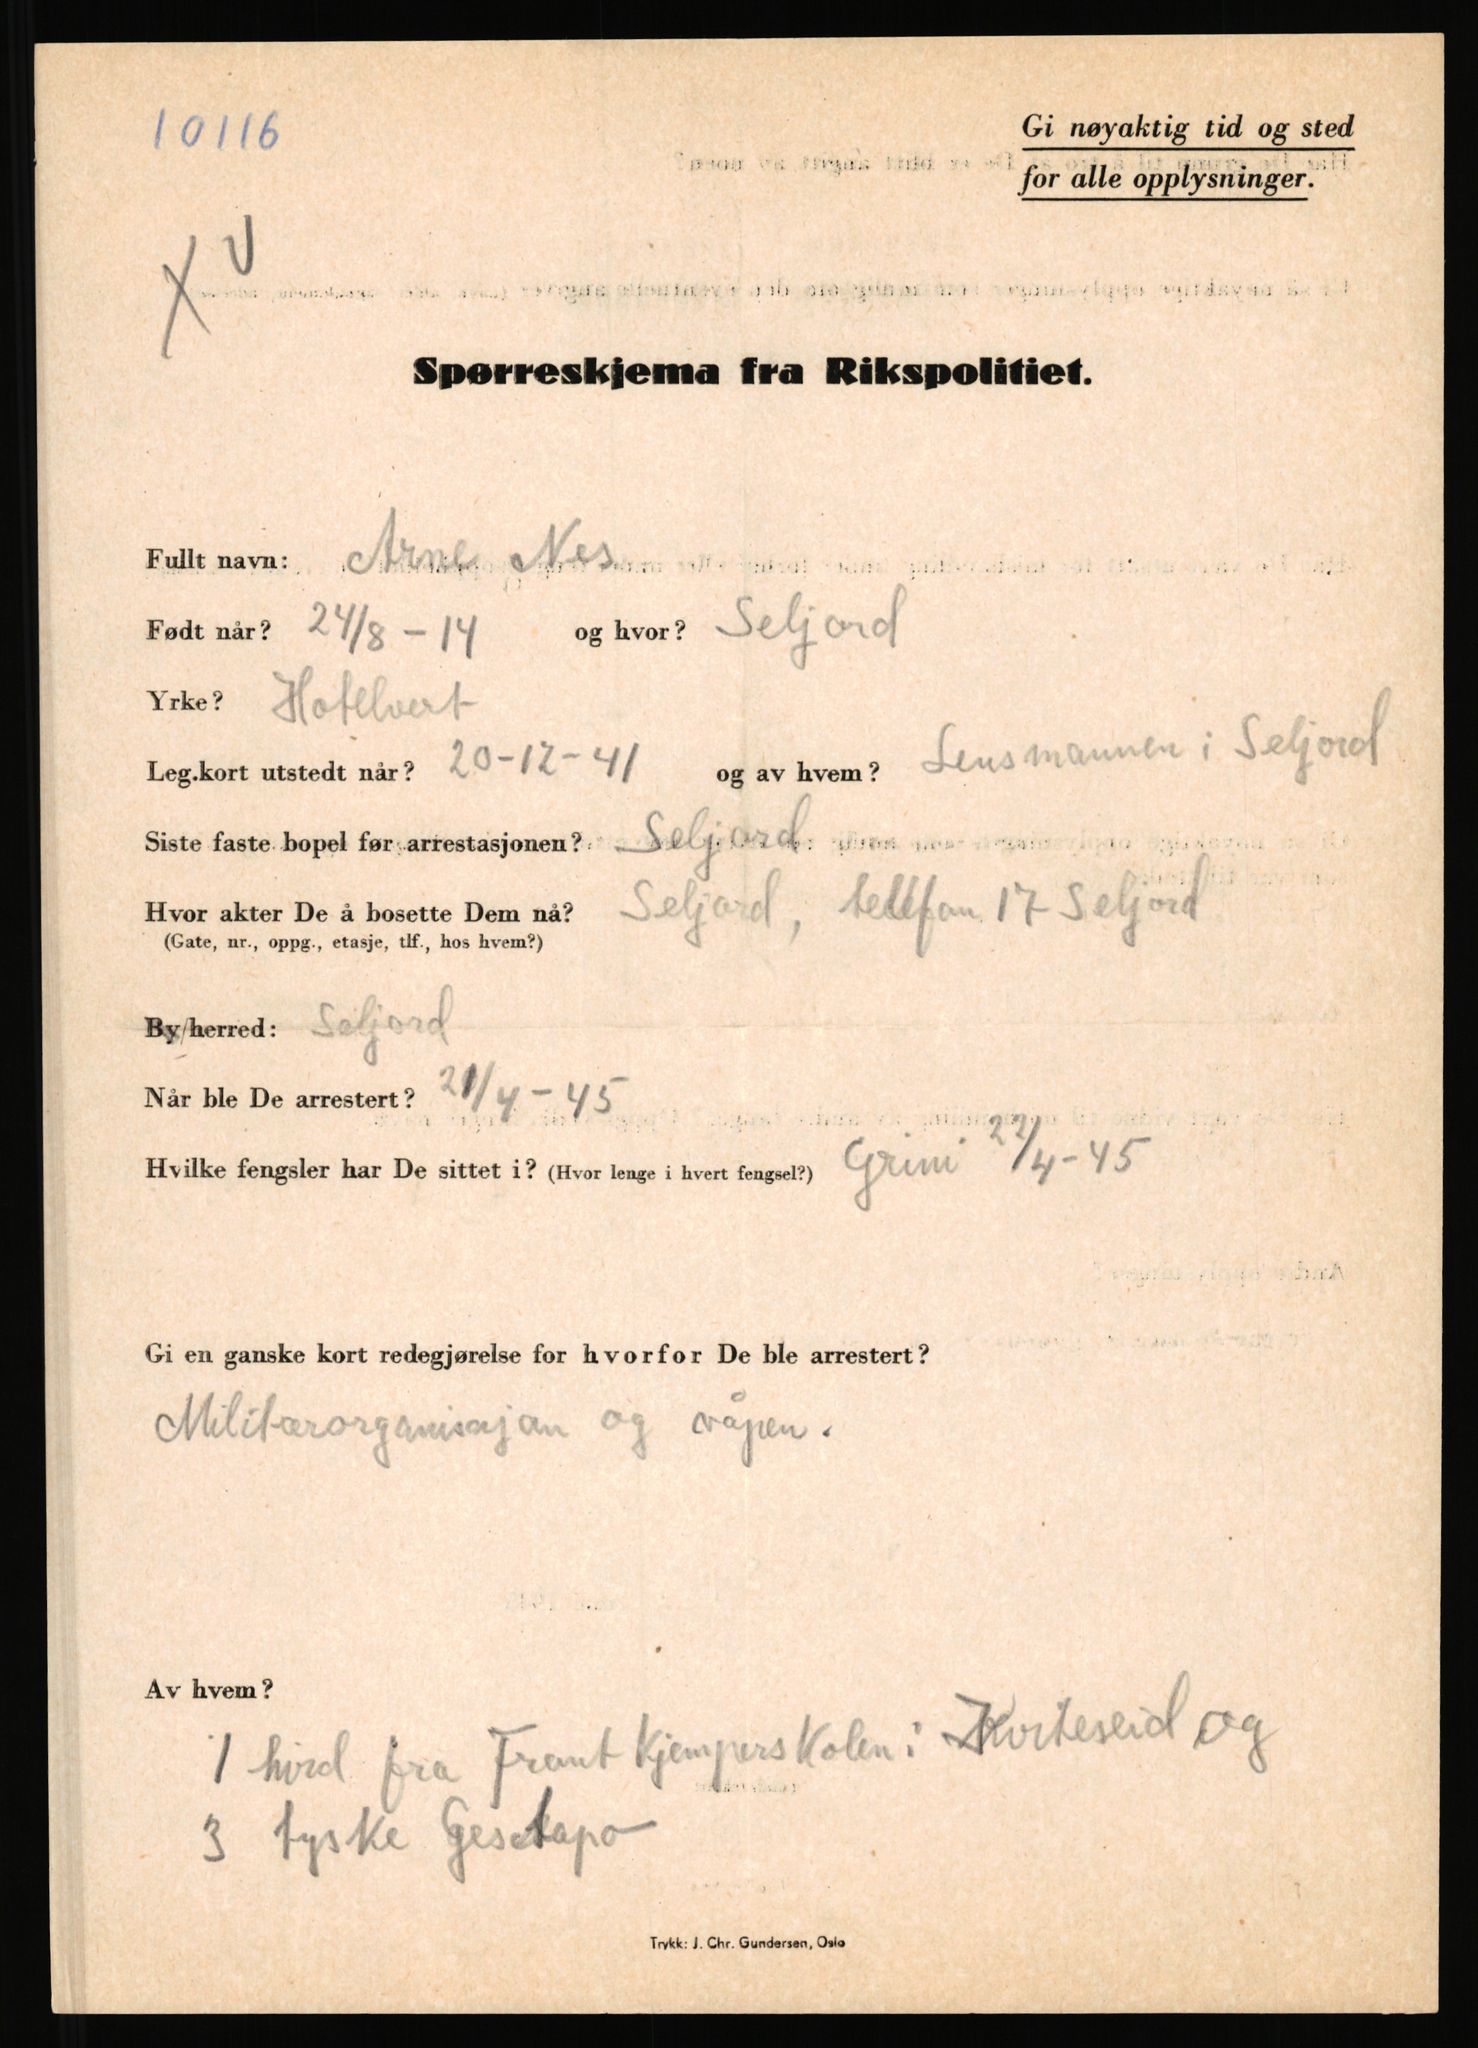 10116
Gi nøyaktig tid og sted
for alle opplysninger.
X V
Spørreskjema fra Rikspolitiet.
Fullt navn: Arne Nes
Født når? 24/8 - 14 og hvor? Seljord
Yrke? Hotellvert
Leg.kort utstedt når? 20-12-41 og av hvem? Lensmannen i Seljord
Siste faste bopel før arrestasjonen? Seljord
Hvor akter De å bosette Dem nå? Seljord, tellfon 17 Seljord
(Gate, nr., oppg., etasje, tlf., hos hvem?)
By/herred: Seljord
Når ble De arrestert? 21/4 - 45
Hvilke fengsler har De sittet i? (Hvor lenge i hvert fengsel?) Grini 22/4-45
Gi en ganske kort redegjørelse for hvorfor De ble arrestert?
Militærorganisasjon og våpen.
Av hvem?
1 hird fra Frontkjemperskolen i Kviteseid og
3 tyske Gestapo
Trykk: J. Chr. Gundersen, Oslo